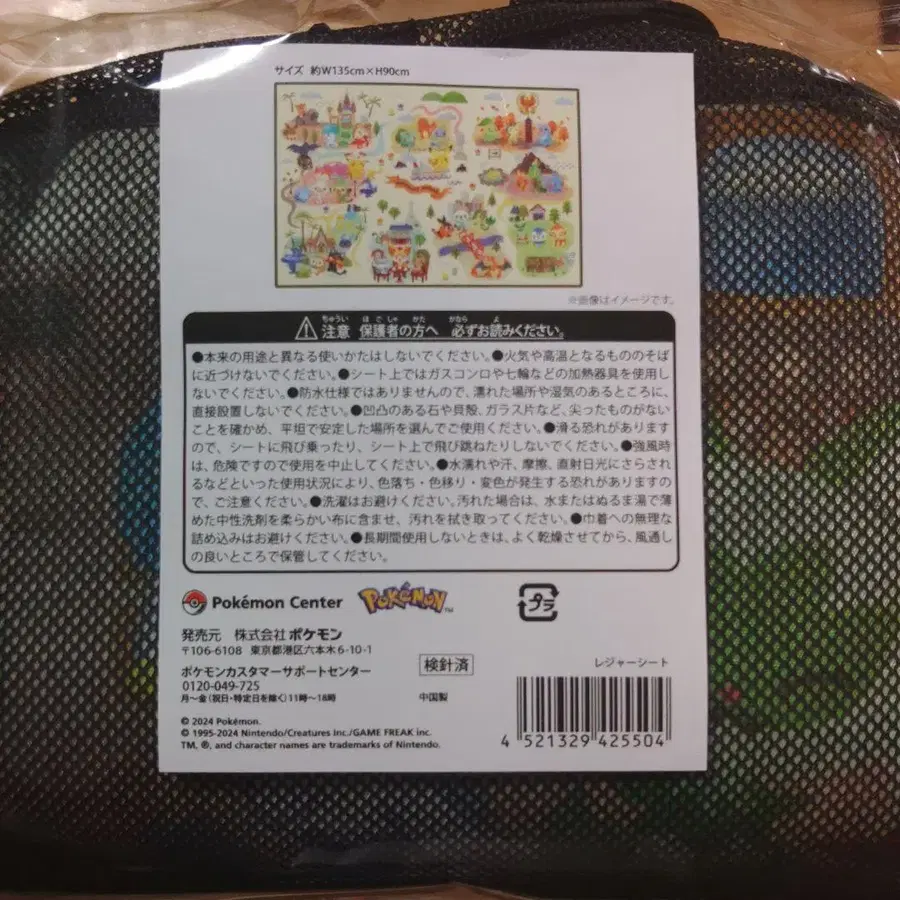 サイズ 約W135cm×H90cm
※画像はイメージです。
注意 保護者の方へ 必ずお読みください。
●本来の用途と異なる使いかたはしないでください。●火気や高温となるもののそば
に近づけないでください。●シート上ではガスコンロや七輪などの加熱器具を使用し
ないでください。●防水仕様ではありませんので、濡れた場所や湿気のあるところに、
直接設置しないでください。●凹凸のある石や貝殻、ガラス片など、尖ったものがない
ことを確かめ、平坦で安定した場所を選んでご使用ください。●滑る恐れがあります
ので、シートに飛び乗ったり、シート上で飛び跳ねたりしないでください。●強風時
は、危険ですので使用を中止してください。●水濡れや汗、摩擦、直射日光にさらされ
るなどといった使用状況により、色落ち・色移り・変色が発生する恐れがありますの
で、ご注意ください。●洗濯はお避けください。汚れた場合は、水またはぬるま湯で薄
めた中性洗剤を柔らかい布に含ませ、汚れを拭き取ってください。●巾着への無理な
詰め込みはお避けください。●長期間使用しないときは、よく乾燥させてから、風通し
の良いところで保管してください。
Pokémon Center POKéMON™
プラ
発売元 株式会社ポケモン
〒106-6108 東京都港区六本木6-10-1
ポケモンカスタマーサポートセンター
0120-049-725
月～金(祝日・特定日を除く)11時～18時
検針済
中国製
レジャーシート
© 2024 Pokémon.
© 1995-2024 Nintendo/Creatures Inc./GAME FREAK inc.
TM, ®, and character names are trademarks of Nintendo.
4 521329 425504